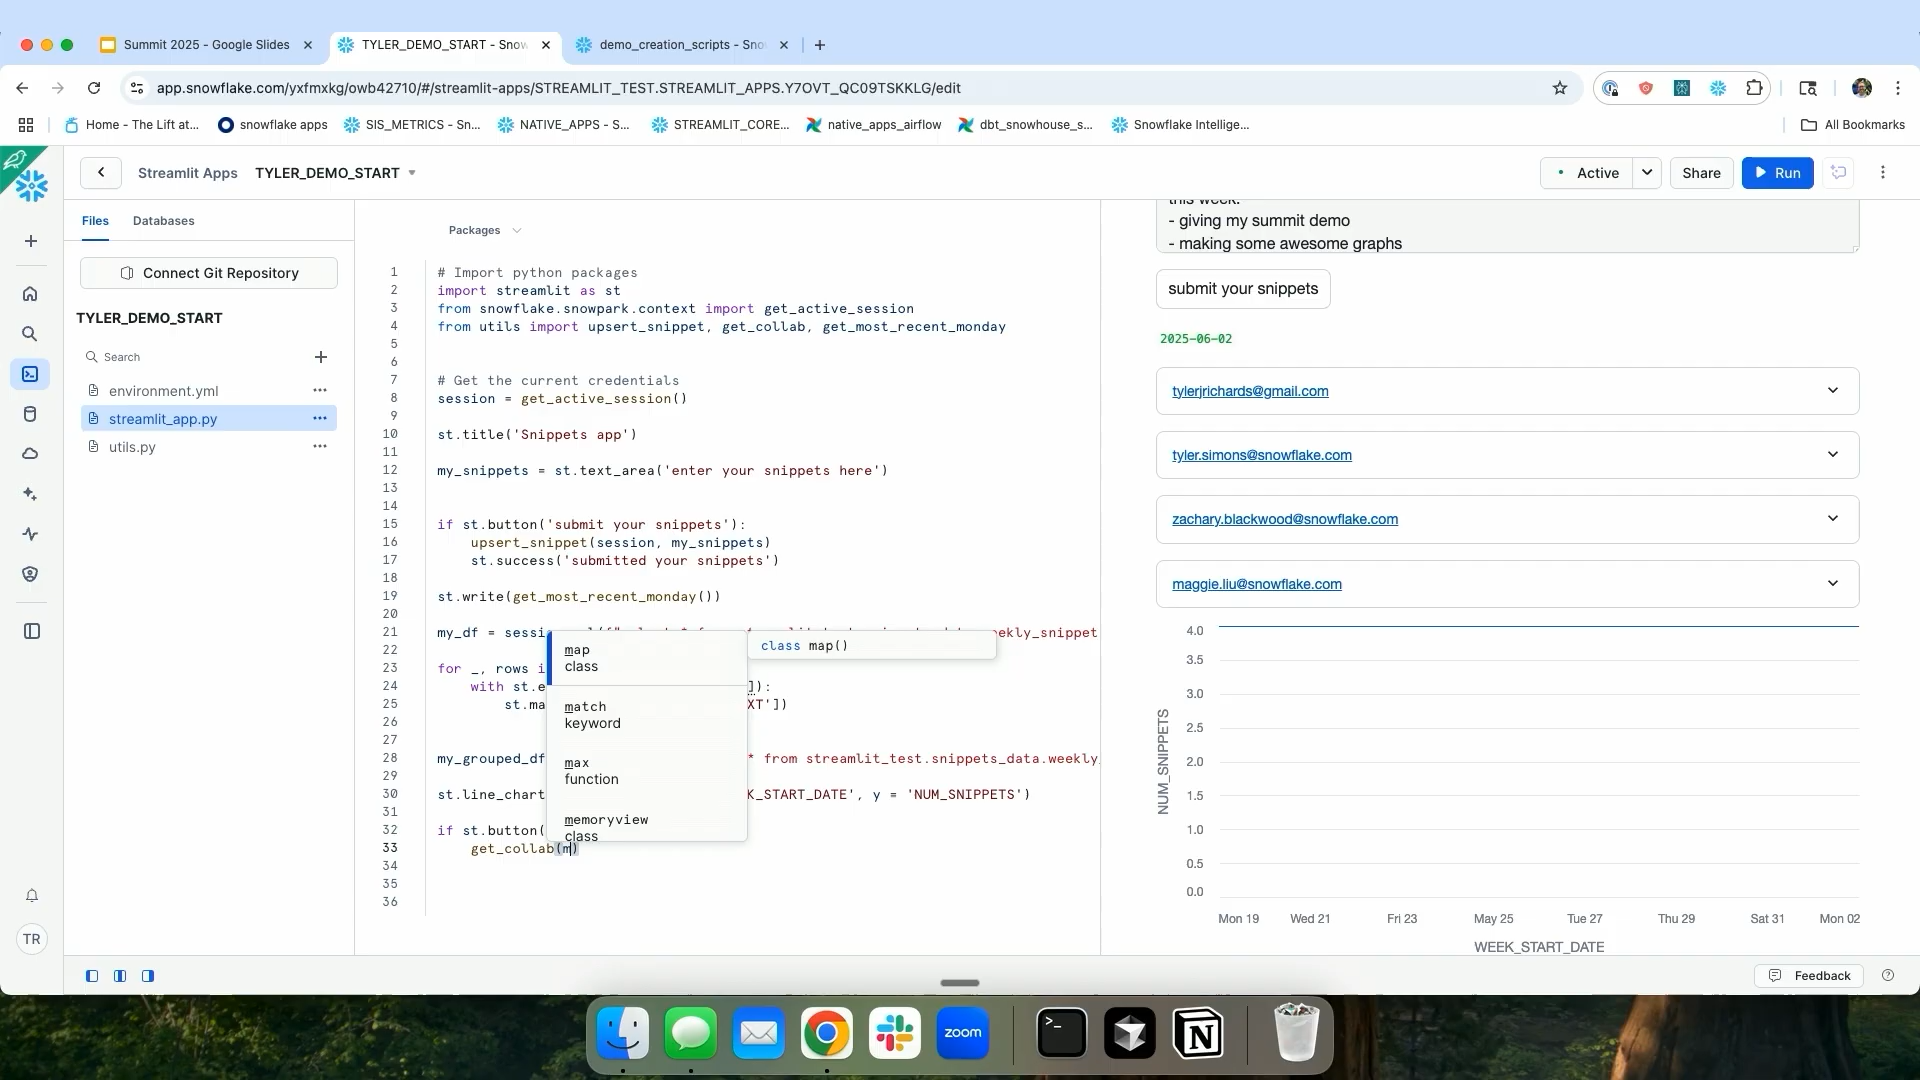 Summit 2025 - Google Slides
TYLER_DEMO_START - Snow
demo_creation_scripts - Sno
app.snowflake.com/yxfmxkg/owb42710/#/streamlit-apps/STREAMLIT_TEST.STREAMLIT_APPS.Y7OVT_QC09TSKKLG/edit
Home - The Lift at...
snowflake apps
SIS_METRICS - Sn...
NATIVE_APPS - S...
STREAMLIT_CORE...
native_apps_airflow
dbt_snowhouse_s...
Snowflake Intellige...
All Bookmarks
Streamlit Apps
TYLER_DEMO_START
Active
Share
Run
Files
Databases
Connect Git Repository
TYLER_DEMO_START
Search
environment.yml
streamlit_app.py
utils.py
TR
Packages
1 # Import python packages
2 import streamlit as st
3 from snowflake.snowpark.context import get_active_session
4 from utils import upsert_snippet, get_collab, get_most_recent_monday
5
6
7 # Get the current credentials
8 session = get_active_session()
9
10 st.title('Snippets app')
11
12 my_snippets = st.text_area('enter your snippets here')
13
14
15 if st.button('submit your snippets'):
16 upsert_snippet(session, my_snippets)
17 st.success('submitted your snippets')
18
19 st.write(get_most_recent_monday())
20
21 my_df = sess ekly_snippet
22
23 for _, rows i
24 with st.e ]):
25 st.ma XT'])
26
27
28 my_grouped_df * from streamlit_test.snippets_data.weekly_
29
30 st.line_chart K_START_DATE', y = 'NUM_SNIPPETS')
31
32 if st.button(
33 get_collab(m)
34
35
36
map
class
match
keyword
max
function
memoryview
class
class map()
this week:
- giving my summit demo
- making some awesome graphs
submit your snippets
2025-06-02
tylerjrichards@gmail.com
tyler.simons@snowflake.com
zachary.blackwood@snowflake.com
maggie.liu@snowflake.com
NUM_SNIPPETS
4.0
3.5
3.0
2.5
2.0
1.5
1.0
0.5
0.0
Mon 19 Wed 21 Fri 23 May 25 Tue 27 Thu 29 Sat 31 Mon 02
WEEK_START_DATE
Feedback
zoom